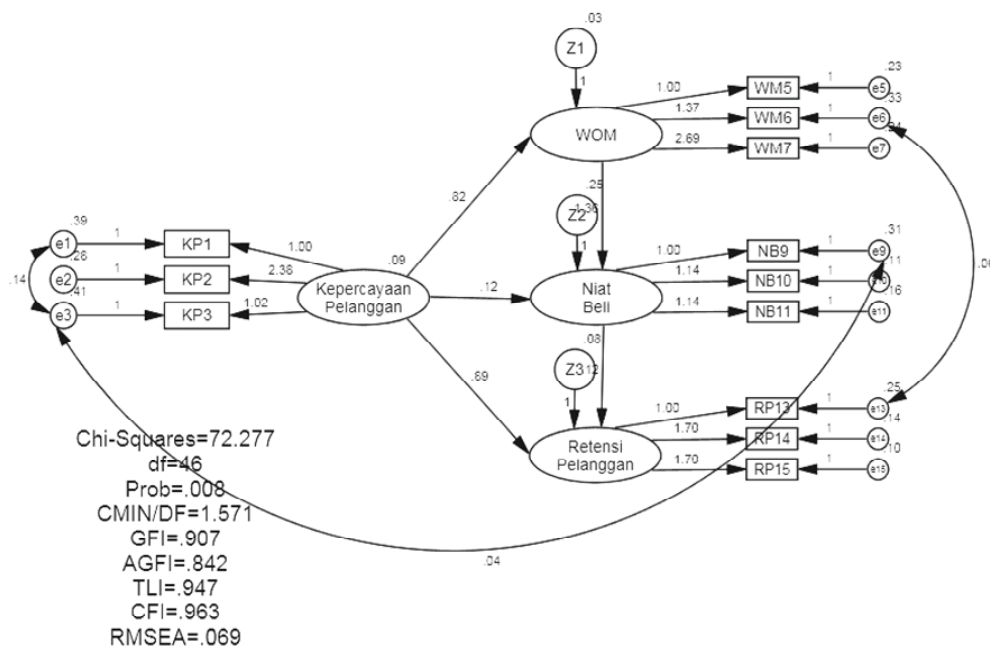 .03
Z1
1
WOM
1.00
1.37
2.69
WM5
WM6
WM7
1
1
1
.23
e5
.33
e6
e7
.82
.25
Z2
1.36
1
.39
e1
1
KP1
1.00
.28
e2
1
KP2
2.38
.14
.41
e3
1
KP3
1.02
.09
Kepercayaan
Pelanggan
.12
Niat
Beli
1.00
1.14
1.14
NB9
NB10
NB11
1
1
1
.31
e9
.11
e10
.16
e11
.08
Z3
.12
1
.69
Retensi
Pelanggan
1.00
1.70
1.70
RP13
RP14
RP15
1
1
1
.25
e13
.14
e14
.10
e15
.04
Chi-Squares=72.277
df=46
Prob=.008
CMIN/DF=1.571
GFI=.907
AGFI=.842
TLI=.947
CFI=.963
RMSEA=.069